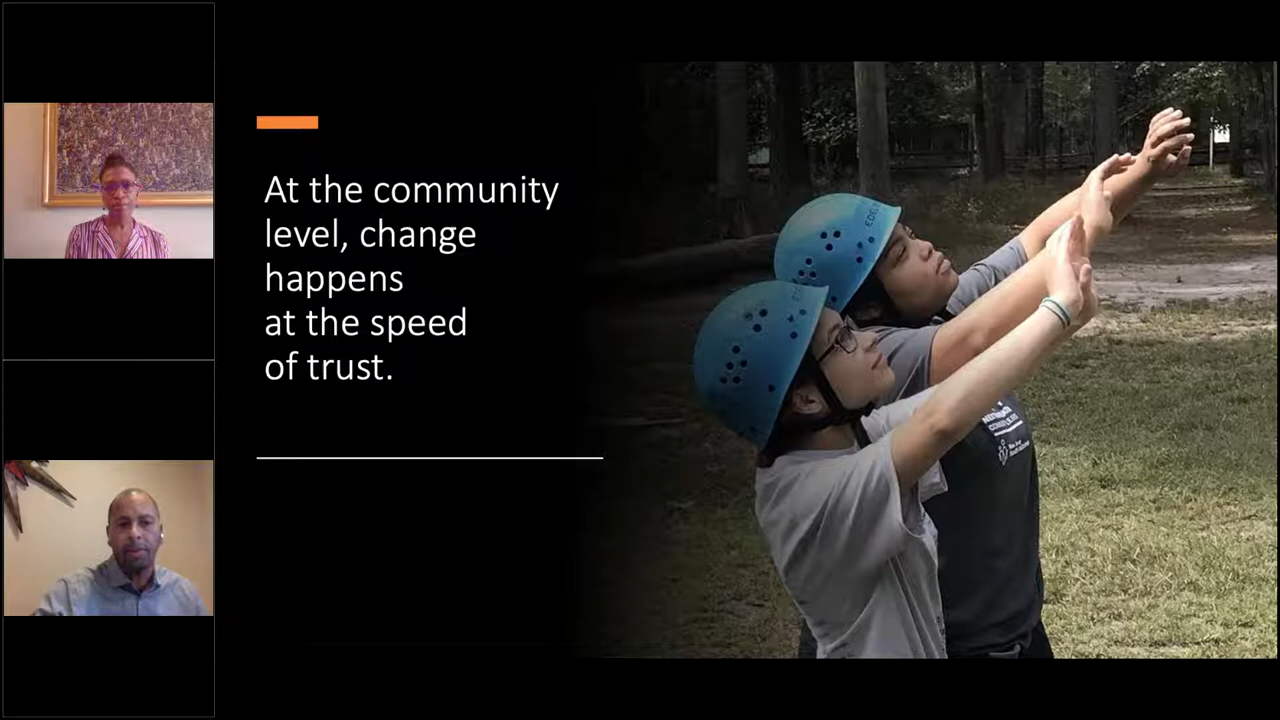 At the community
level, change
happens
at the speed
of trust.